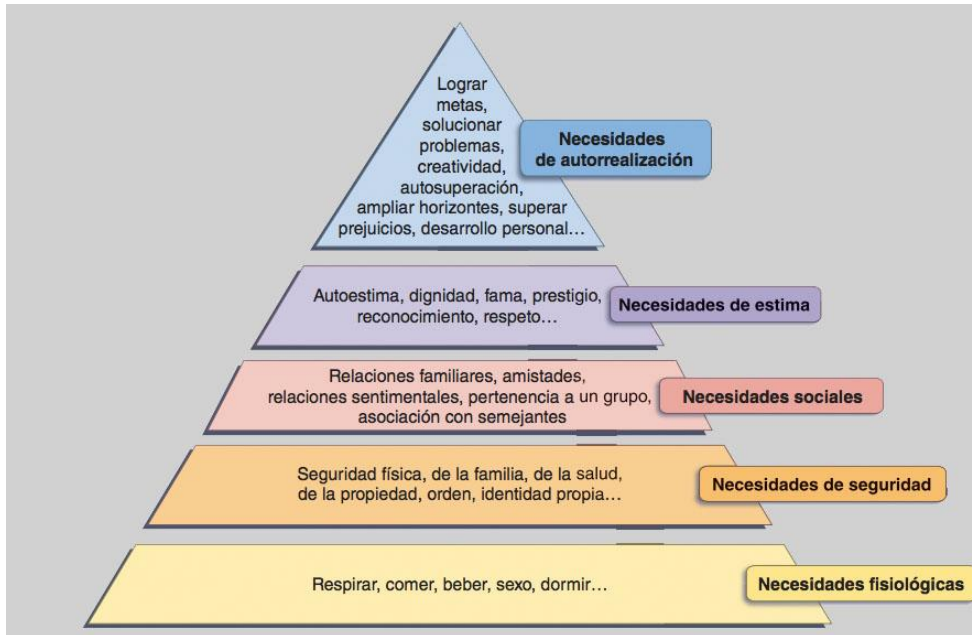 Lograr
metas,
solucionar
problemas,
creatividad,
autosuperación,
ampliar horizontes, superar
prejuicios, desarrollo personal…
Necesidades
de autorrealización
Autoestima, dignidad, fama, prestigio,
reconocimiento, respeto…
Necesidades de estima
Relaciones familiares, amistades,
relaciones sentimentales, pertenencia a un grupo,
asociación con semejantes
Necesidades sociales
Seguridad física, de la familia, de la salud,
de la propiedad, orden, identidad propia…
Necesidades de seguridad
Respirar, comer, beber, sexo, dormir…
Necesidades fisiológicas